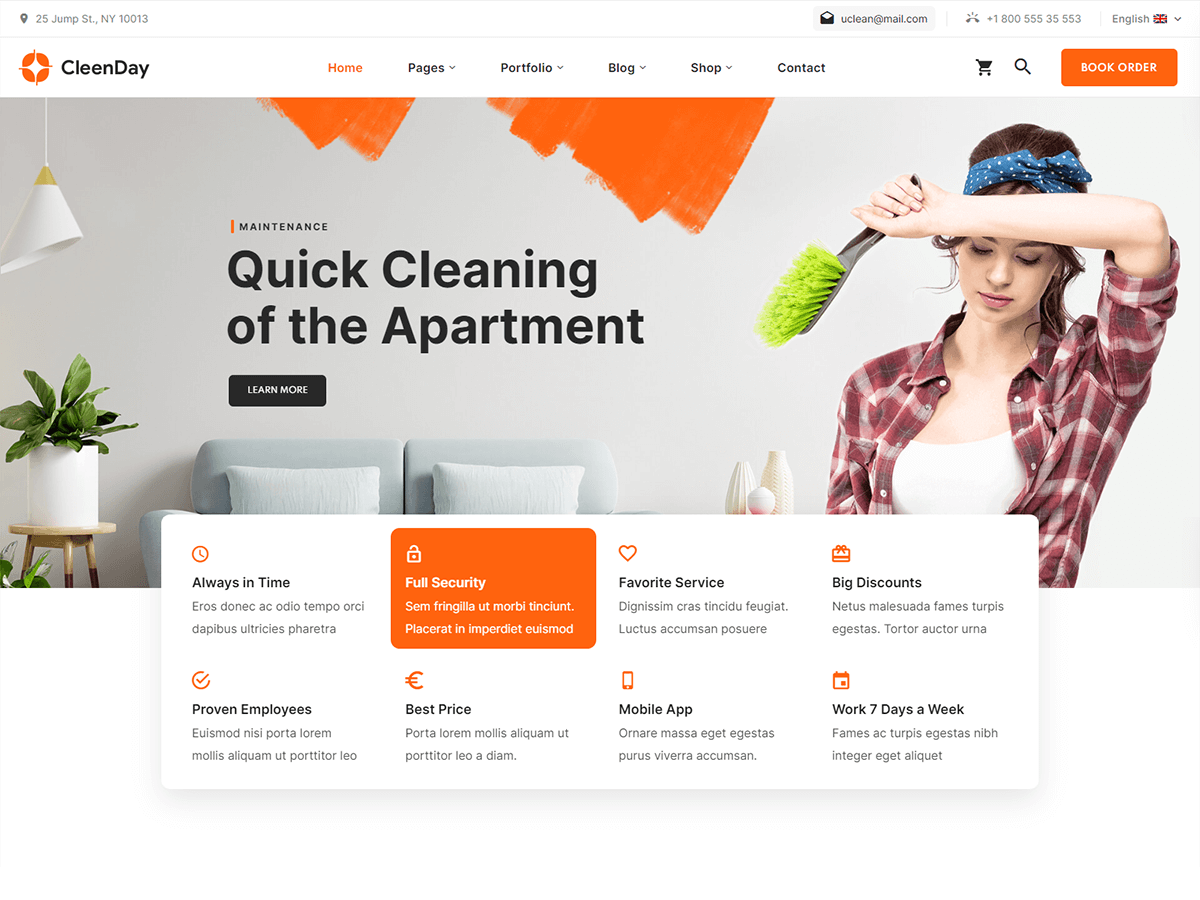 25 Jump St., NY 10013
uclean@mail.com
+1 800 555 35 553
English
CleenDay
Home
Pages
Portfolio
Blog
Shop
Contact
BOOK ORDER
MAINTENANCE
Quick Cleaning
of the Apartment
LEARN MORE
Always in Time
Eros donec ac odio tempo orci
dapibus ultricies pharetra
Full Security
Sem fringilla ut morbi tinciunt.
Placerat in imperdiet euismod
Favorite Service
Dignissim cras tincidu feugiat.
Luctus accumsan posuere
Big Discounts
Netus malesuada fames turpis
egestas. Tortor auctor urna
Proven Employees
Euismod nisi porta lorem
mollis aliquam ut porttitor leo
Best Price
Porta lorem mollis aliquam ut
porttitor leo a diam.
Mobile App
Ornare massa eget egestas
purus viverra accumsan.
Work 7 Days a Week
Fames ac turpis egestas nibh
integer eget aliquet